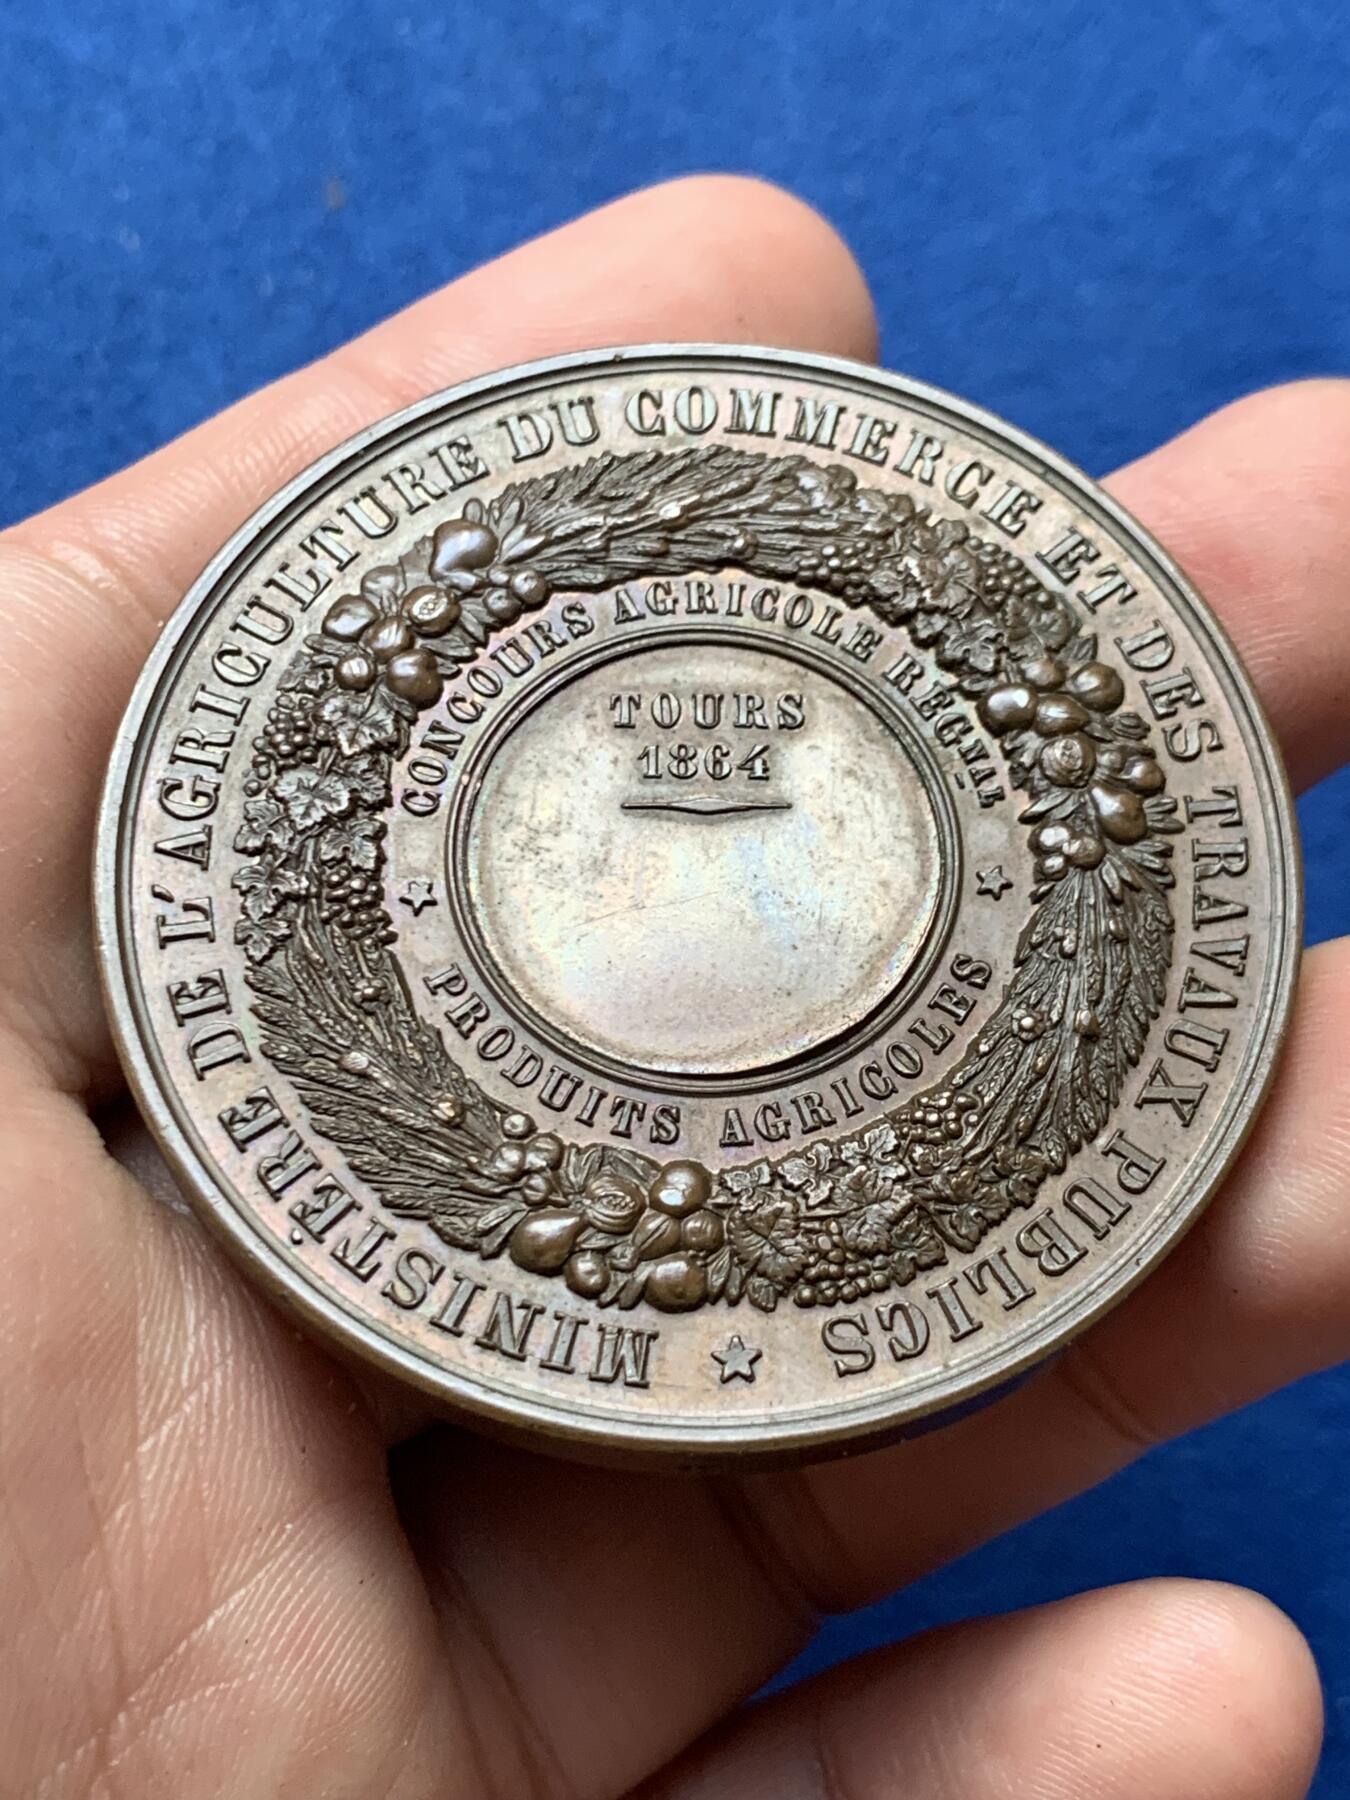 MINISTÈRE DE L'AGRICULTURE DU COMMERCE ET DES TRAVAUX PUBLICS
CONCOURS AGRICOLE REGNAL
TOURS
1864
PRODUITS AGRICOLES